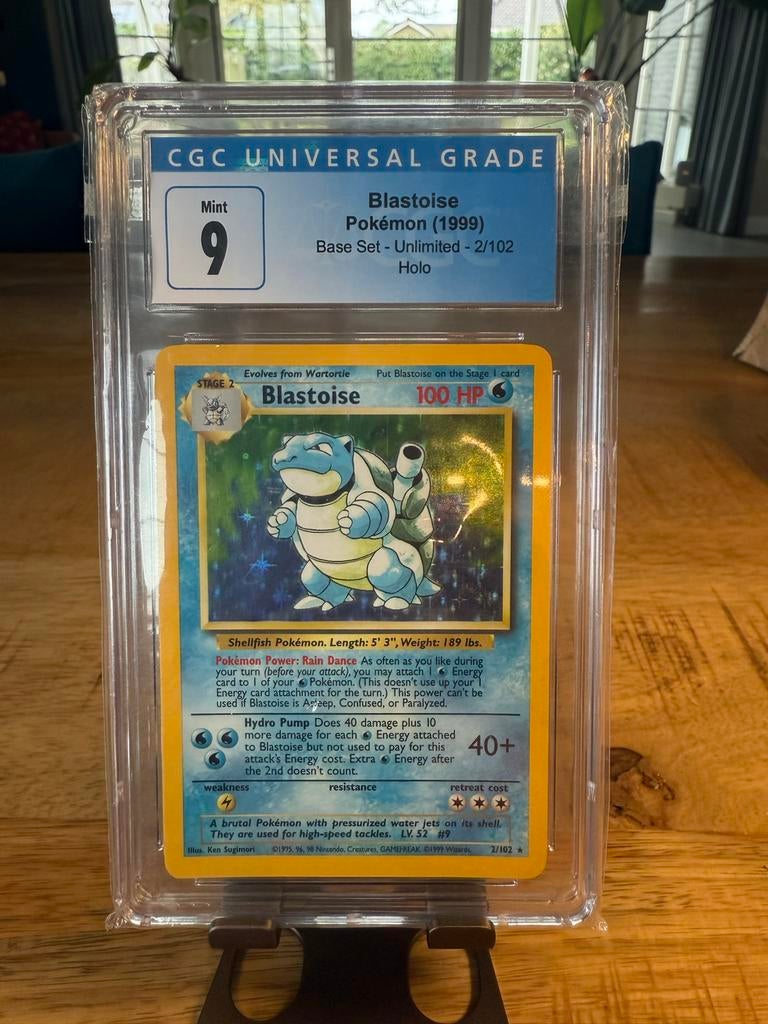 CGC UNIVERSAL GRADE
Mint
9
Blastoise
Pokémon (1999)
Base Set - Unlimited - 2/102
Holo
Evolves from Wartortle Put Blastoise on the Stage 1 card
STAGE 2
Blastoise 100 HP
Shellfish Pokémon. Length: 5' 3", Weight: 189 lbs.
Pokémon Power: Rain Dance As often as you like during
your turn (before your attack), you may attach 1 Energy
card to 1 of your Pokémon. (This doesn't use up your 1
Energy card attachment for the turn.) This power can't be
used if Blastoise is Asleep, Confused, or Paralyzed.
Hydro Pump Does 40 damage plus 10
more damage for each Energy attached
to Blastoise but not used to pay for this
attack's Energy cost. Extra Energy after
the 2nd doesn't count.
40+
weakness resistance retreat cost
A brutal Pokémon with pressurized water jets on its shell.
They are used for high-speed tackles. LV. 52 #9
Illus. Ken Sugimori ©1995, 96, 98 Nintendo, Creatures, GAMEFREAK. ©1999 Wizards. 2/102 ★